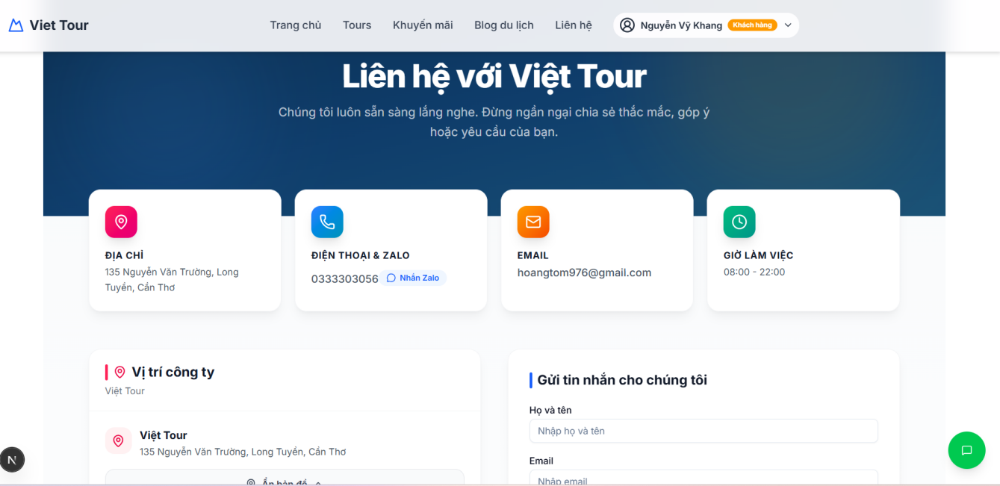 Viet Tour
Trang chủ
Tours
Khuyến mãi
Blog du lịch
Liên hệ
Nguyễn Vỹ Khang
Khách hàng
Liên hệ với Việt Tour
Chúng tôi luôn sẵn sàng lắng nghe. Đừng ngần ngại chia sẻ thắc mắc, góp ý
hoặc yêu cầu của bạn.
ĐỊA CHỈ
135 Nguyễn Văn Trường, Long
Tuyền, Cần Thơ
ĐIỆN THOẠI & ZALO
0333303056
Nhắn Zalo
EMAIL
hoangtom976@gmail.com
GIỜ LÀM VIỆC
08:00 - 22:00
Vị trí công ty
Việt Tour
Việt Tour
135 Nguyễn Văn Trường, Long Tuyền, Cần Thơ
Ẩn bản đồ
Gửi tin nhắn cho chúng tôi
Họ và tên
Nhập họ và tên
Email
Nhập email
N